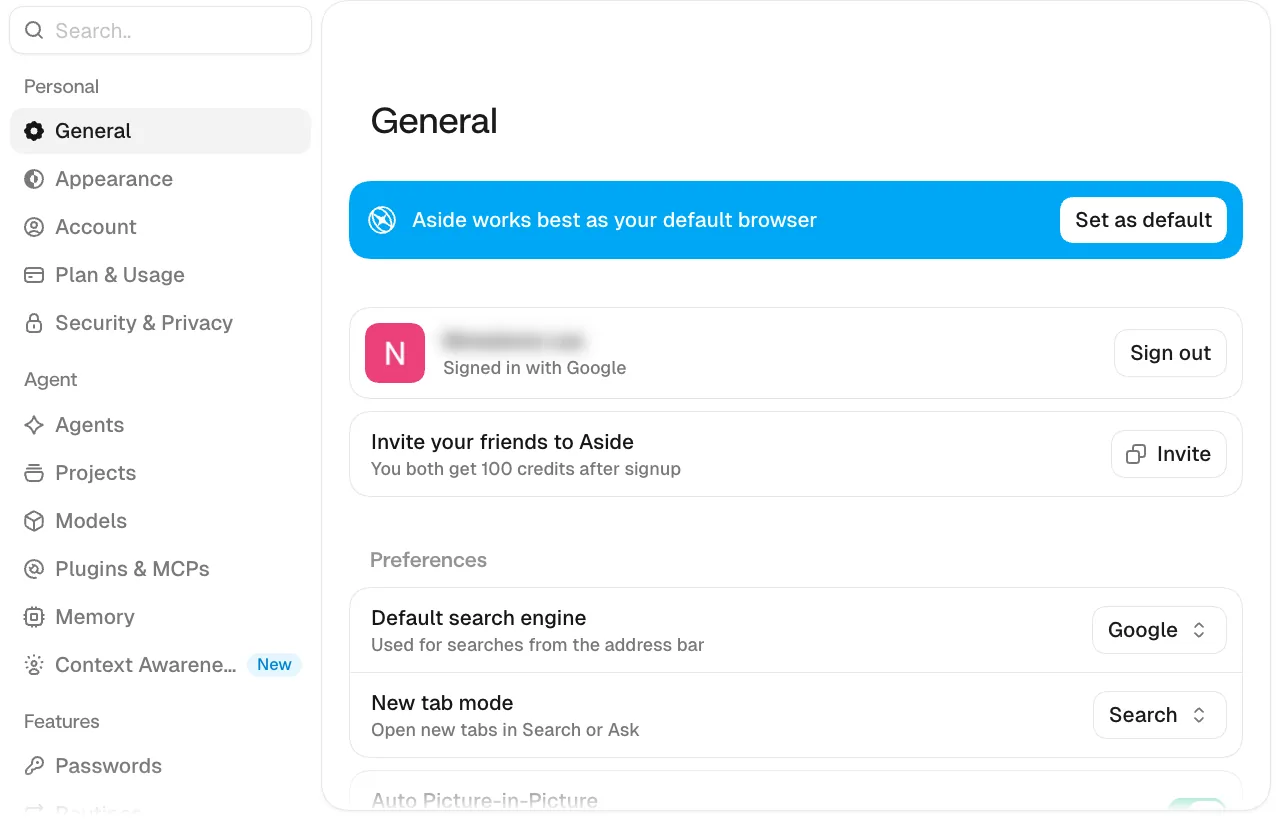 Search..
Personal
General
Appearance
Account
Plan & Usage
Security & Privacy
Agent
Agents
Projects
Models
Plugins & MCPs
Memory
Context Awarene... New
Features
Passwords
General
Aside works best as your default browser
Set as default
N
Signed in with Google
Sign out
Invite your friends to Aside
You both get 100 credits after signup
Invite
Preferences
Default search engine
Used for searches from the address bar
Google
New tab mode
Open new tabs in Search or Ask
Search
Auto Picture-in-Picture